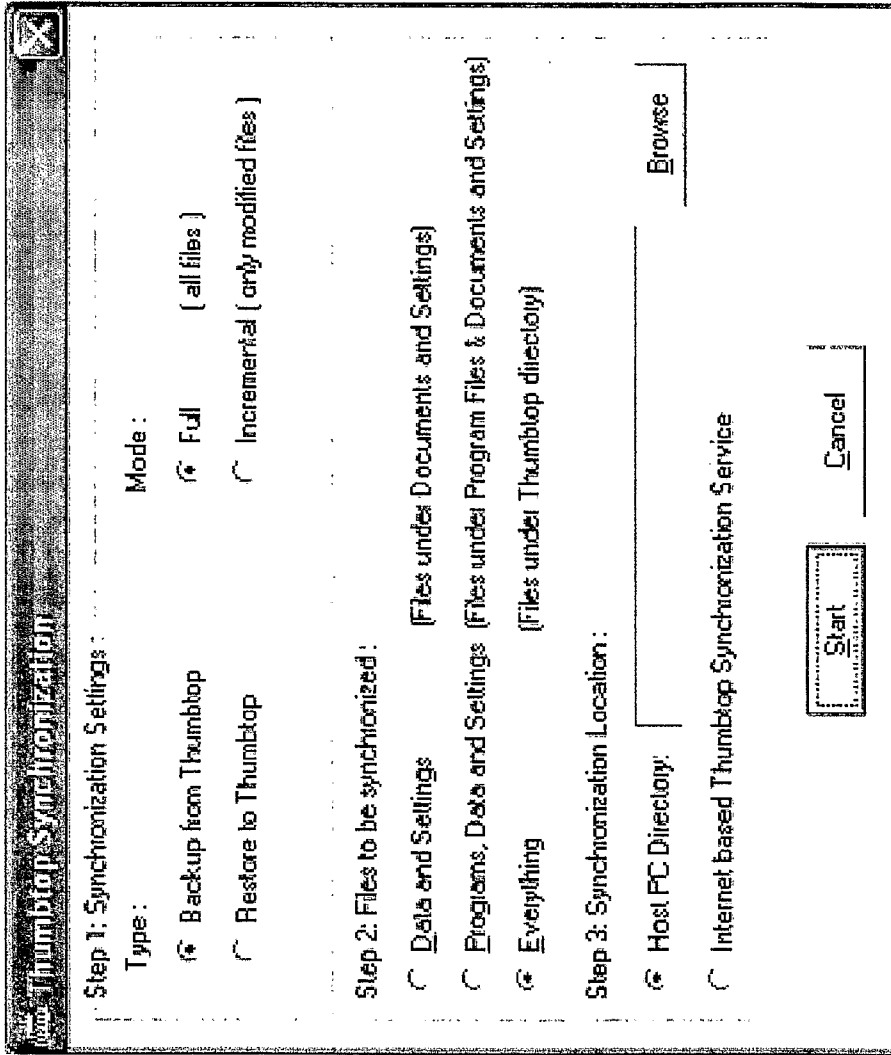 Thumbtop Synchronization
Step 1: Synchronization Settings :
Type : Mode :
Backup from Thumbtop Full ( all files )
Restore to Thumbtop Incremental ( only modified files )
Step 2: Files to be synchronized :
Data and Settings (Files under Documents and Settings)
Programs, Data and Settings (Files under Program Files & Documents and Settings)
Everything (Files under Thumbtop directory)
Step 3: Synchronization Location :
Host PC Directory: Browse
Internet based Thumbtop Synchronization Service
Start Cancel